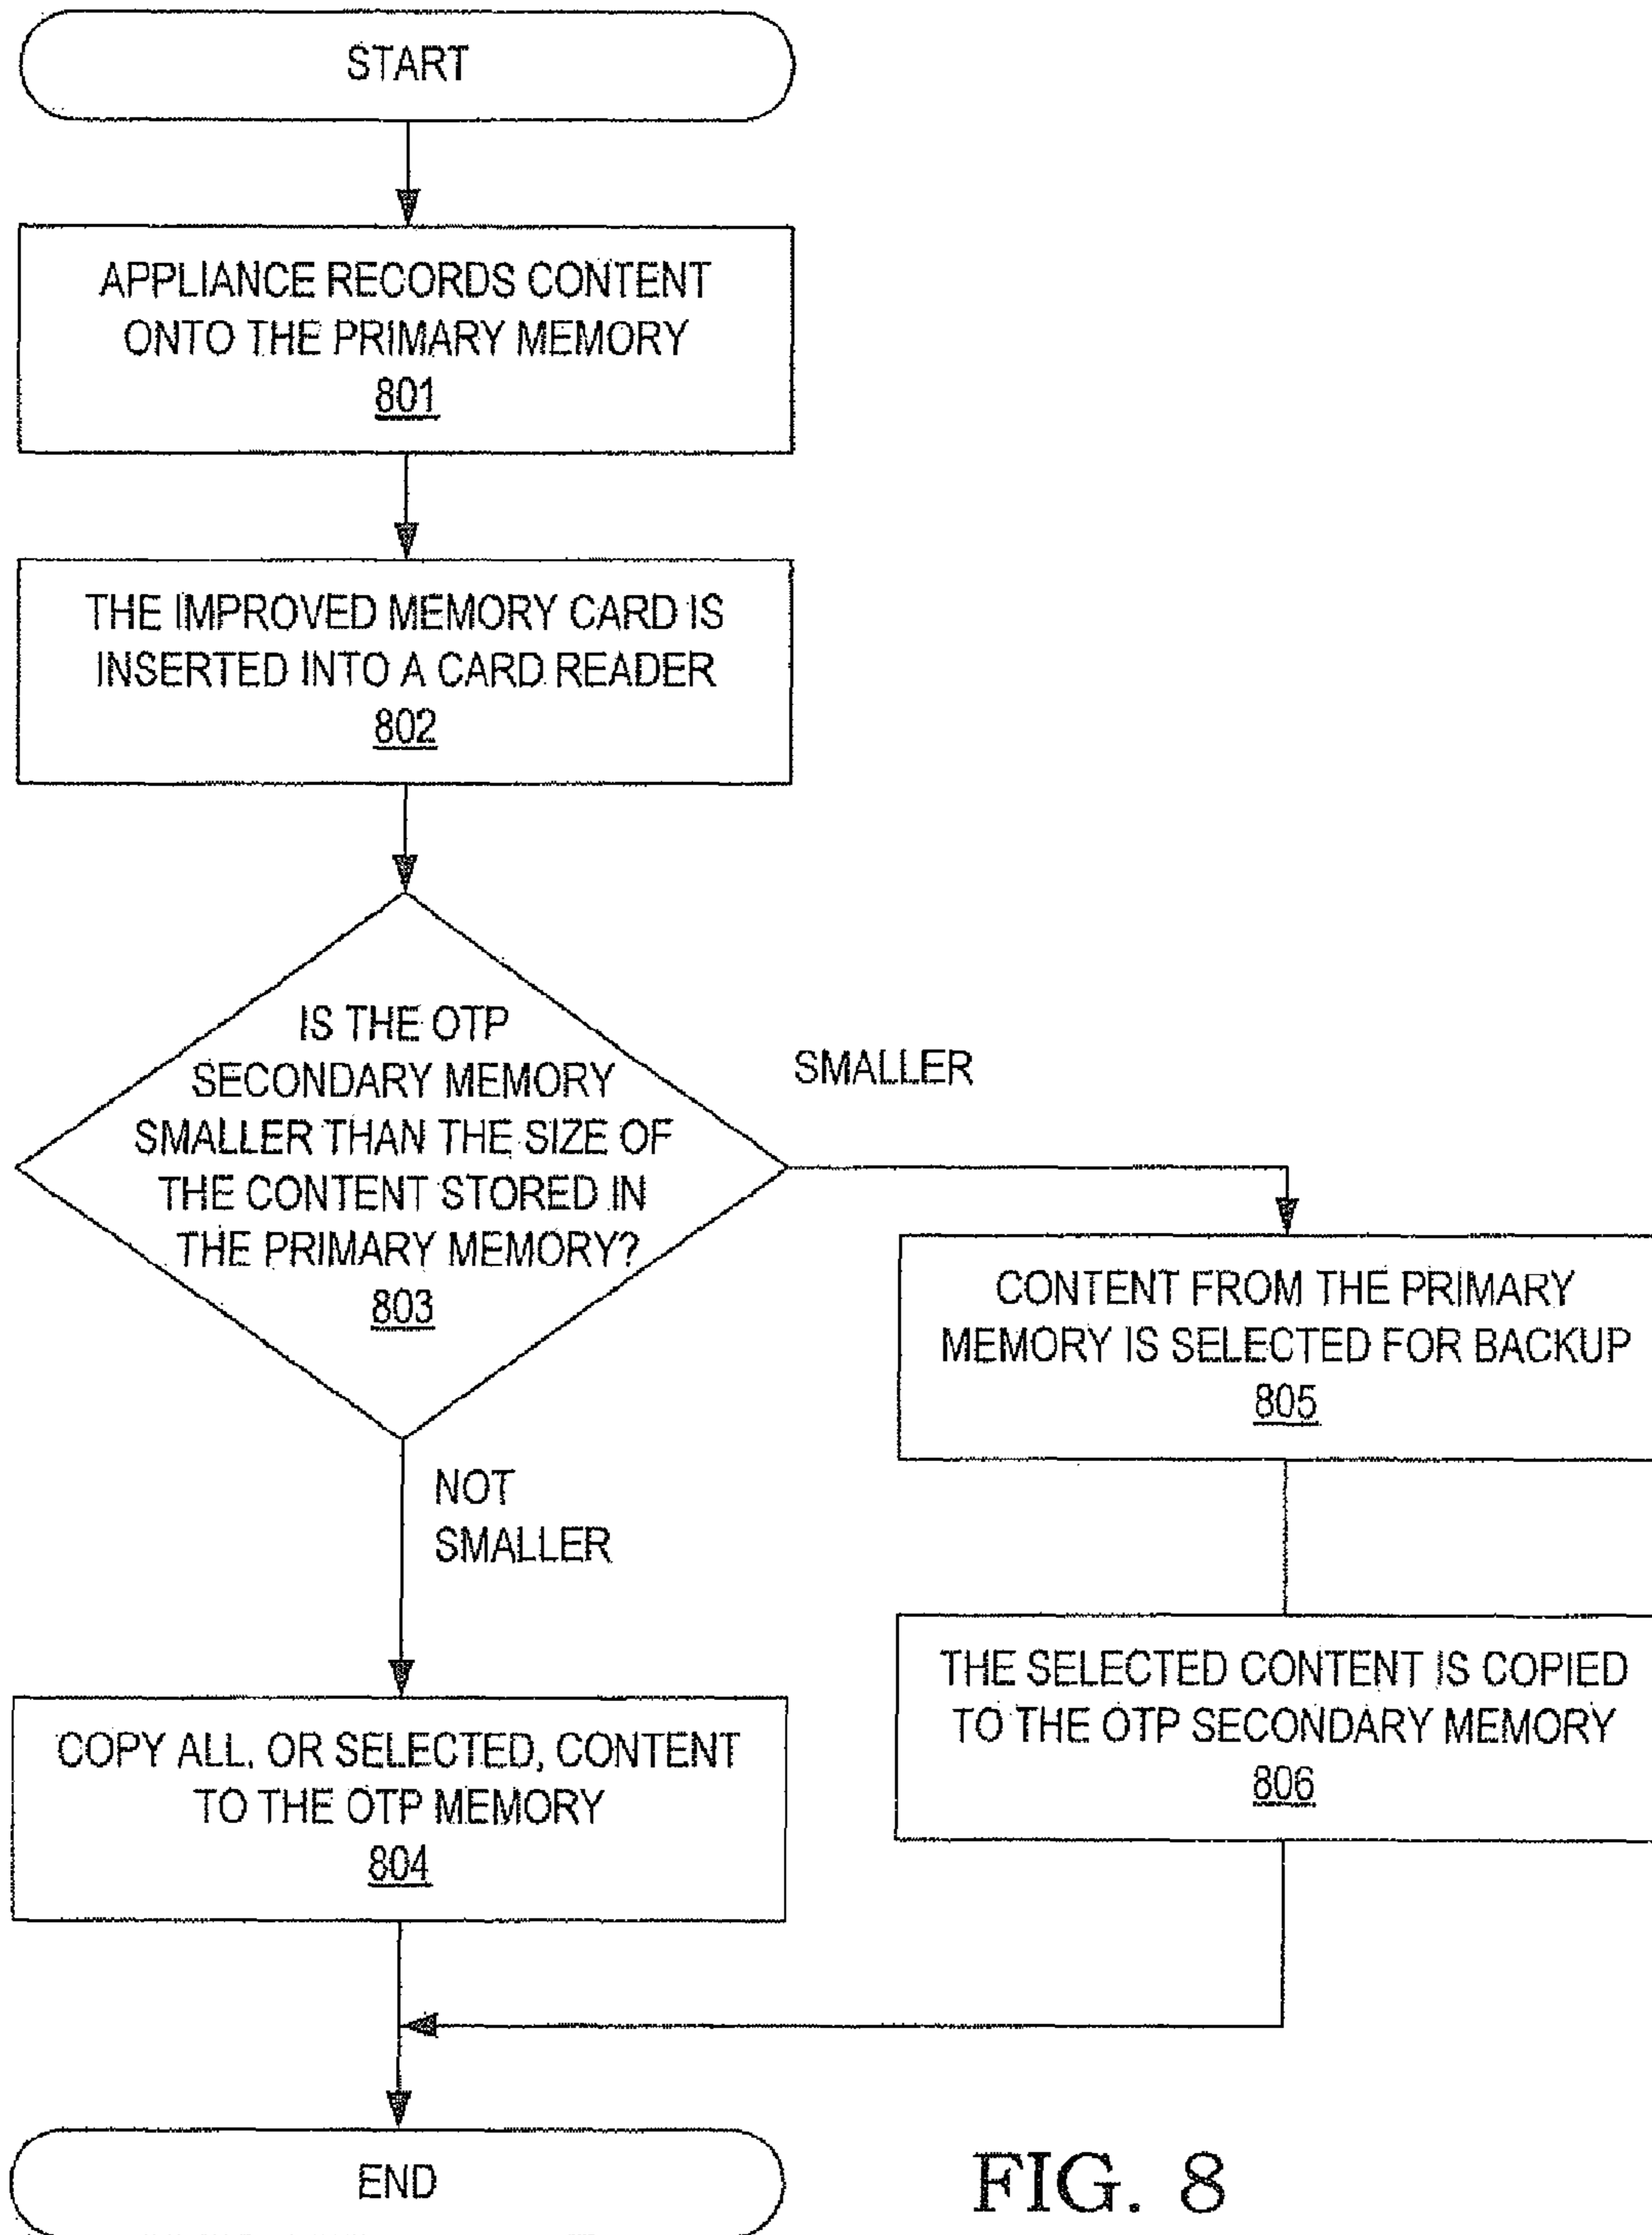 START
APPLIANCE RECORDS CONTENT
ONTO THE PRIMARY MEMORY
801
THE IMPROVED MEMORY CARD IS
INSERTED INTO A CARD READER
802
IS THE OTP
SECONDARY MEMORY
SMALLER THAN THE SIZE OF
THE CONTENT STORED IN
THE PRIMARY MEMORY?
803
SMALLER
CONTENT FROM THE PRIMARY
MEMORY IS SELECTED FOR BACKUP
805
NOT
SMALLER
THE SELECTED CONTENT IS COPIED
TO THE OTP SECONDARY MEMORY
806
COPY ALL, OR SELECTED, CONTENT
TO THE OTP MEMORY
804
END
FIG. 8